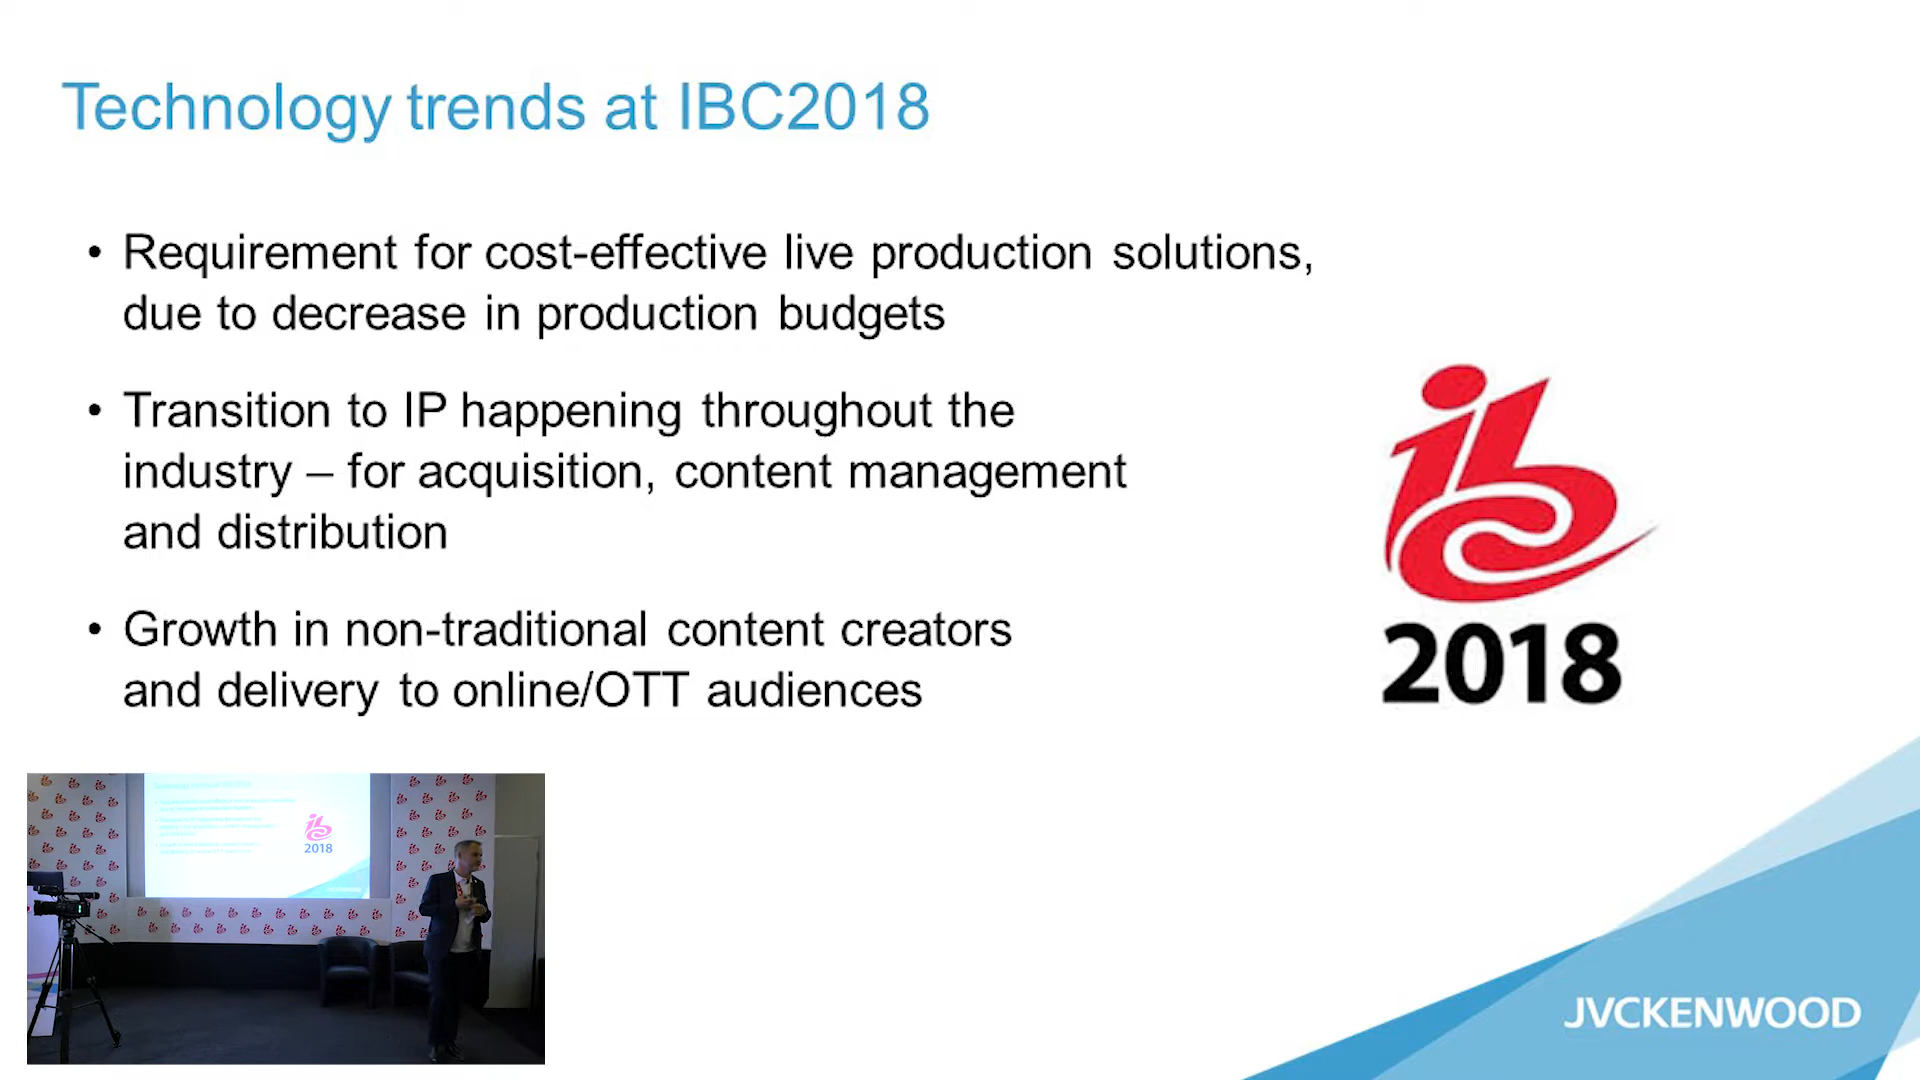 Technology trends at IBC2018
• Requirement for cost-effective live production solutions,
due to decrease in production budgets
• Transition to IP happening throughout the
industry – for acquisition, content management
and distribution
• Growth in non-traditional content creators
and delivery to online/OTT audiences
ibc
2018
2018
JVCKENWOOD